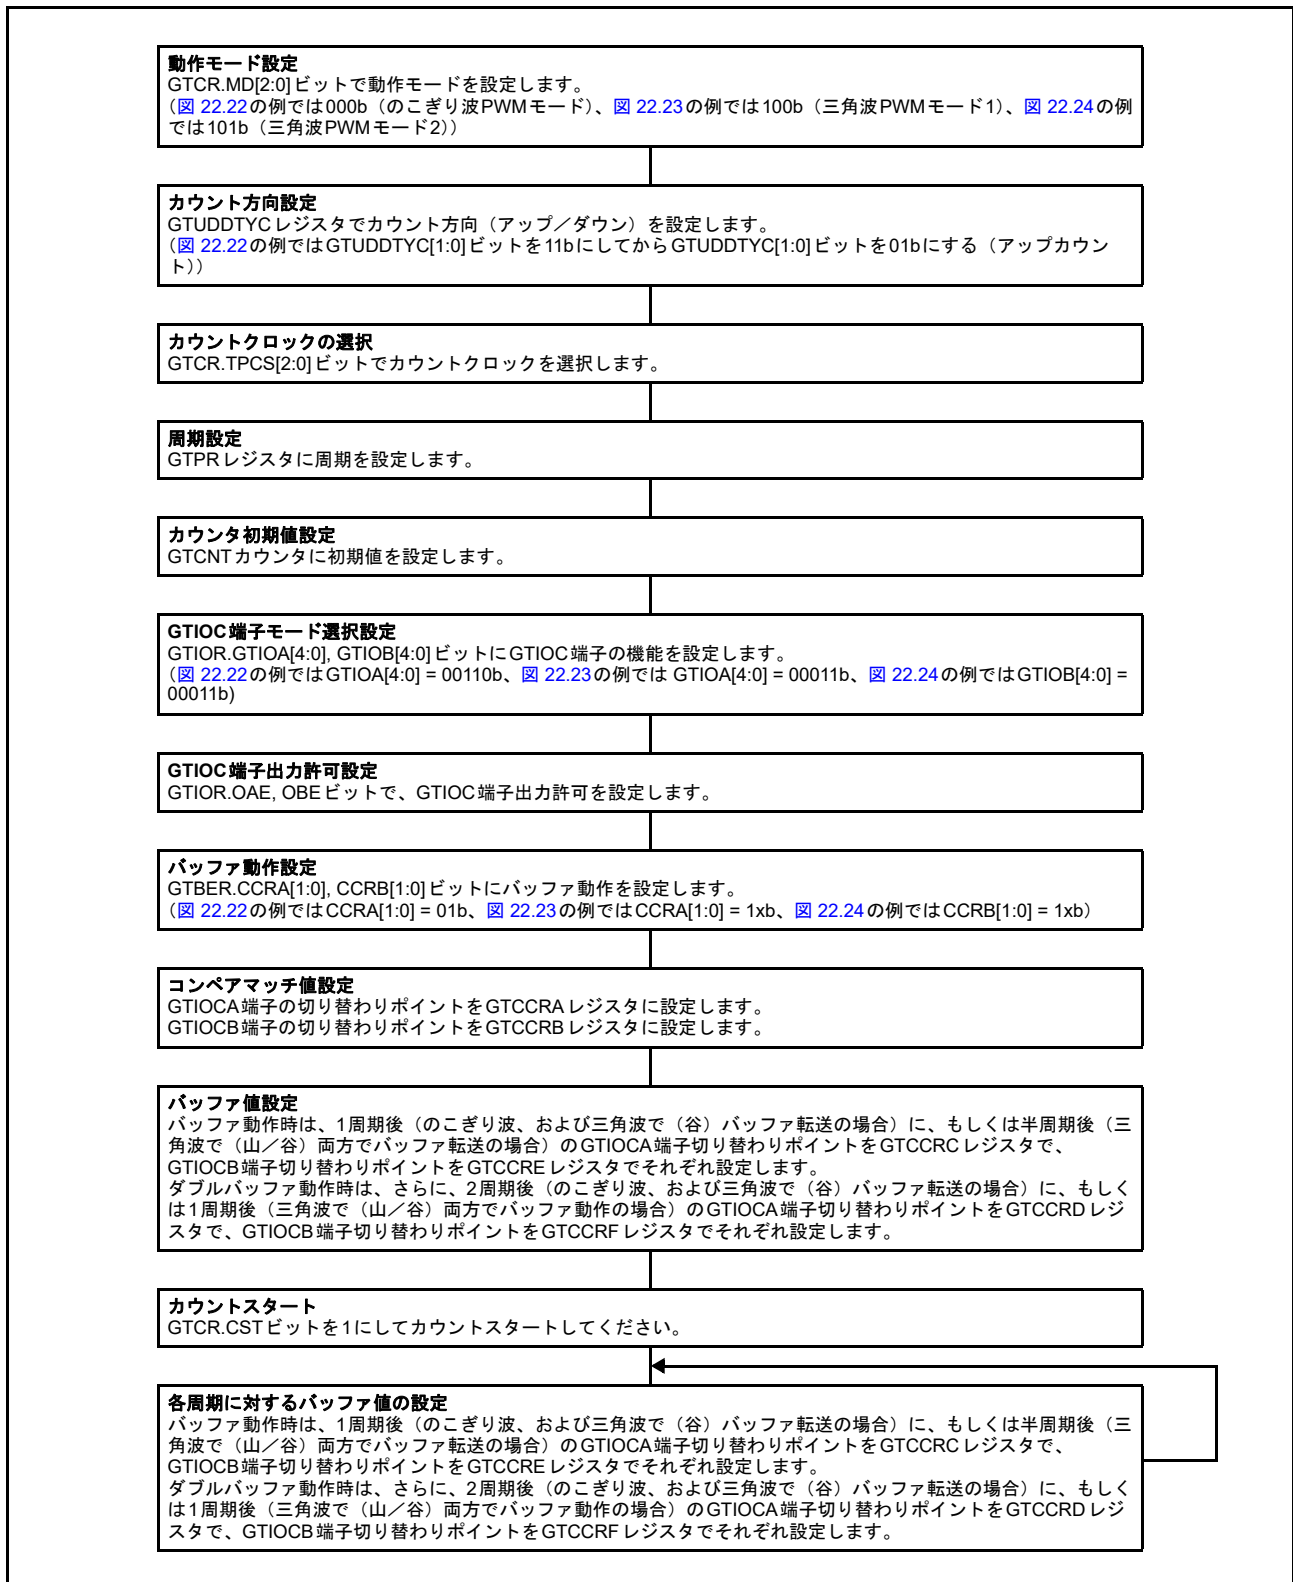 動作モード設定
GTCR.MD[2:0]ビットで動作モードを設定します。
（図 22.22の例では000b（のこぎり波PWMモード）、図 22.23の例では100b（三角波PWMモード1）、図 22.24の例
では101b（三角波PWMモード2））
カウント方向設定
GTUDDTYCレジスタでカウント方向（アップ／ダウン）を設定します。
（図 22.22の例ではGTUDDTYC[1:0]ビットを11bにしてからGTUDDTYC[1:0]ビットを01bにする（アップカウン
ト））
カウントクロックの選択
GTCR.TPCS[2:0]ビットでカウントクロックを選択します。
周期設定
GTPRレジスタに周期を設定します。
カウンタ初期値設定
GTCNTカウンタに初期値を設定します。
GTIOC端子モード選択設定
GTIOR.GTIOA[4:0], GTIOB[4:0]ビットにGTIOC端子の機能を設定します。
（図 22.22の例ではGTIOA[4:0] = 00110b、図 22.23の例では GTIOA[4:0] = 00011b、図 22.24の例ではGTIOB[4:0] =
00011b)
GTIOC端子出力許可設定
GTIOR.OAE, OBEビットで、GTIOC端子出力許可を設定します。
バッファ動作設定
GTBER.CCRA[1:0], CCRB[1:0]ビットにバッファ動作を設定します。
（図 22.22の例ではCCRA[1:0] = 01b、図 22.23の例ではCCRA[1:0] = 1xb、図 22.24の例ではCCRB[1:0] = 1xb）
コンペアマッチ値設定
GTIOCA端子の切り替わりポイントをGTCCRAレジスタに設定します。
GTIOCB端子の切り替わりポイントをGTCCRBレジスタに設定します。
バッファ値設定
バッファ動作時は、1周期後（のこぎり波、および三角波で（谷）バッファ転送の場合）に、もしくは半周期後（三
角波で（山／谷）両方でバッファ転送の場合）のGTIOCA端子切り替わりポイントをGTCCRCレジスタで、
GTIOCB端子切り替わりポイントをGTCCREレジスタでそれぞれ設定します。
ダブルバッファ動作時は、さらに、2周期後（のこぎり波、および三角波で（谷）バッファ転送の場合）に、もしく
は1周期後（三角波で（山／谷）両方でバッファ動作の場合）のGTIOCA端子切り替わりポイントをGTCCRDレジ
スタで、GTIOCB端子切り替わりポイントをGTCCRFレジスタでそれぞれ設定します。
カウントスタート
GTCR.CSTビットを1にしてカウントスタートしてください。
各周期に対するバッファ値の設定
バッファ動作時は、1周期後（のこぎり波、および三角波で（谷）バッファ転送の場合）に、もしくは半周期後（三
角波で（山／谷）両方でバッファ転送の場合）のGTIOCA端子切り替わりポイントをGTCCRCレジスタで、
GTIOCB端子切り替わりポイントをGTCCREレジスタでそれぞれ設定します。
ダブルバッファ動作時は、さらに、2周期後（のこぎり波、および三角波で（谷）バッファ転送の場合）に、もしく
は1周期後（三角波で（山／谷）両方でバッファ動作の場合）のGTIOCA端子切り替わりポイントをGTCCRDレジ
スタで、GTIOCB端子切り替わりポイントをGTCCRFレジスタでそれぞれ設定します。